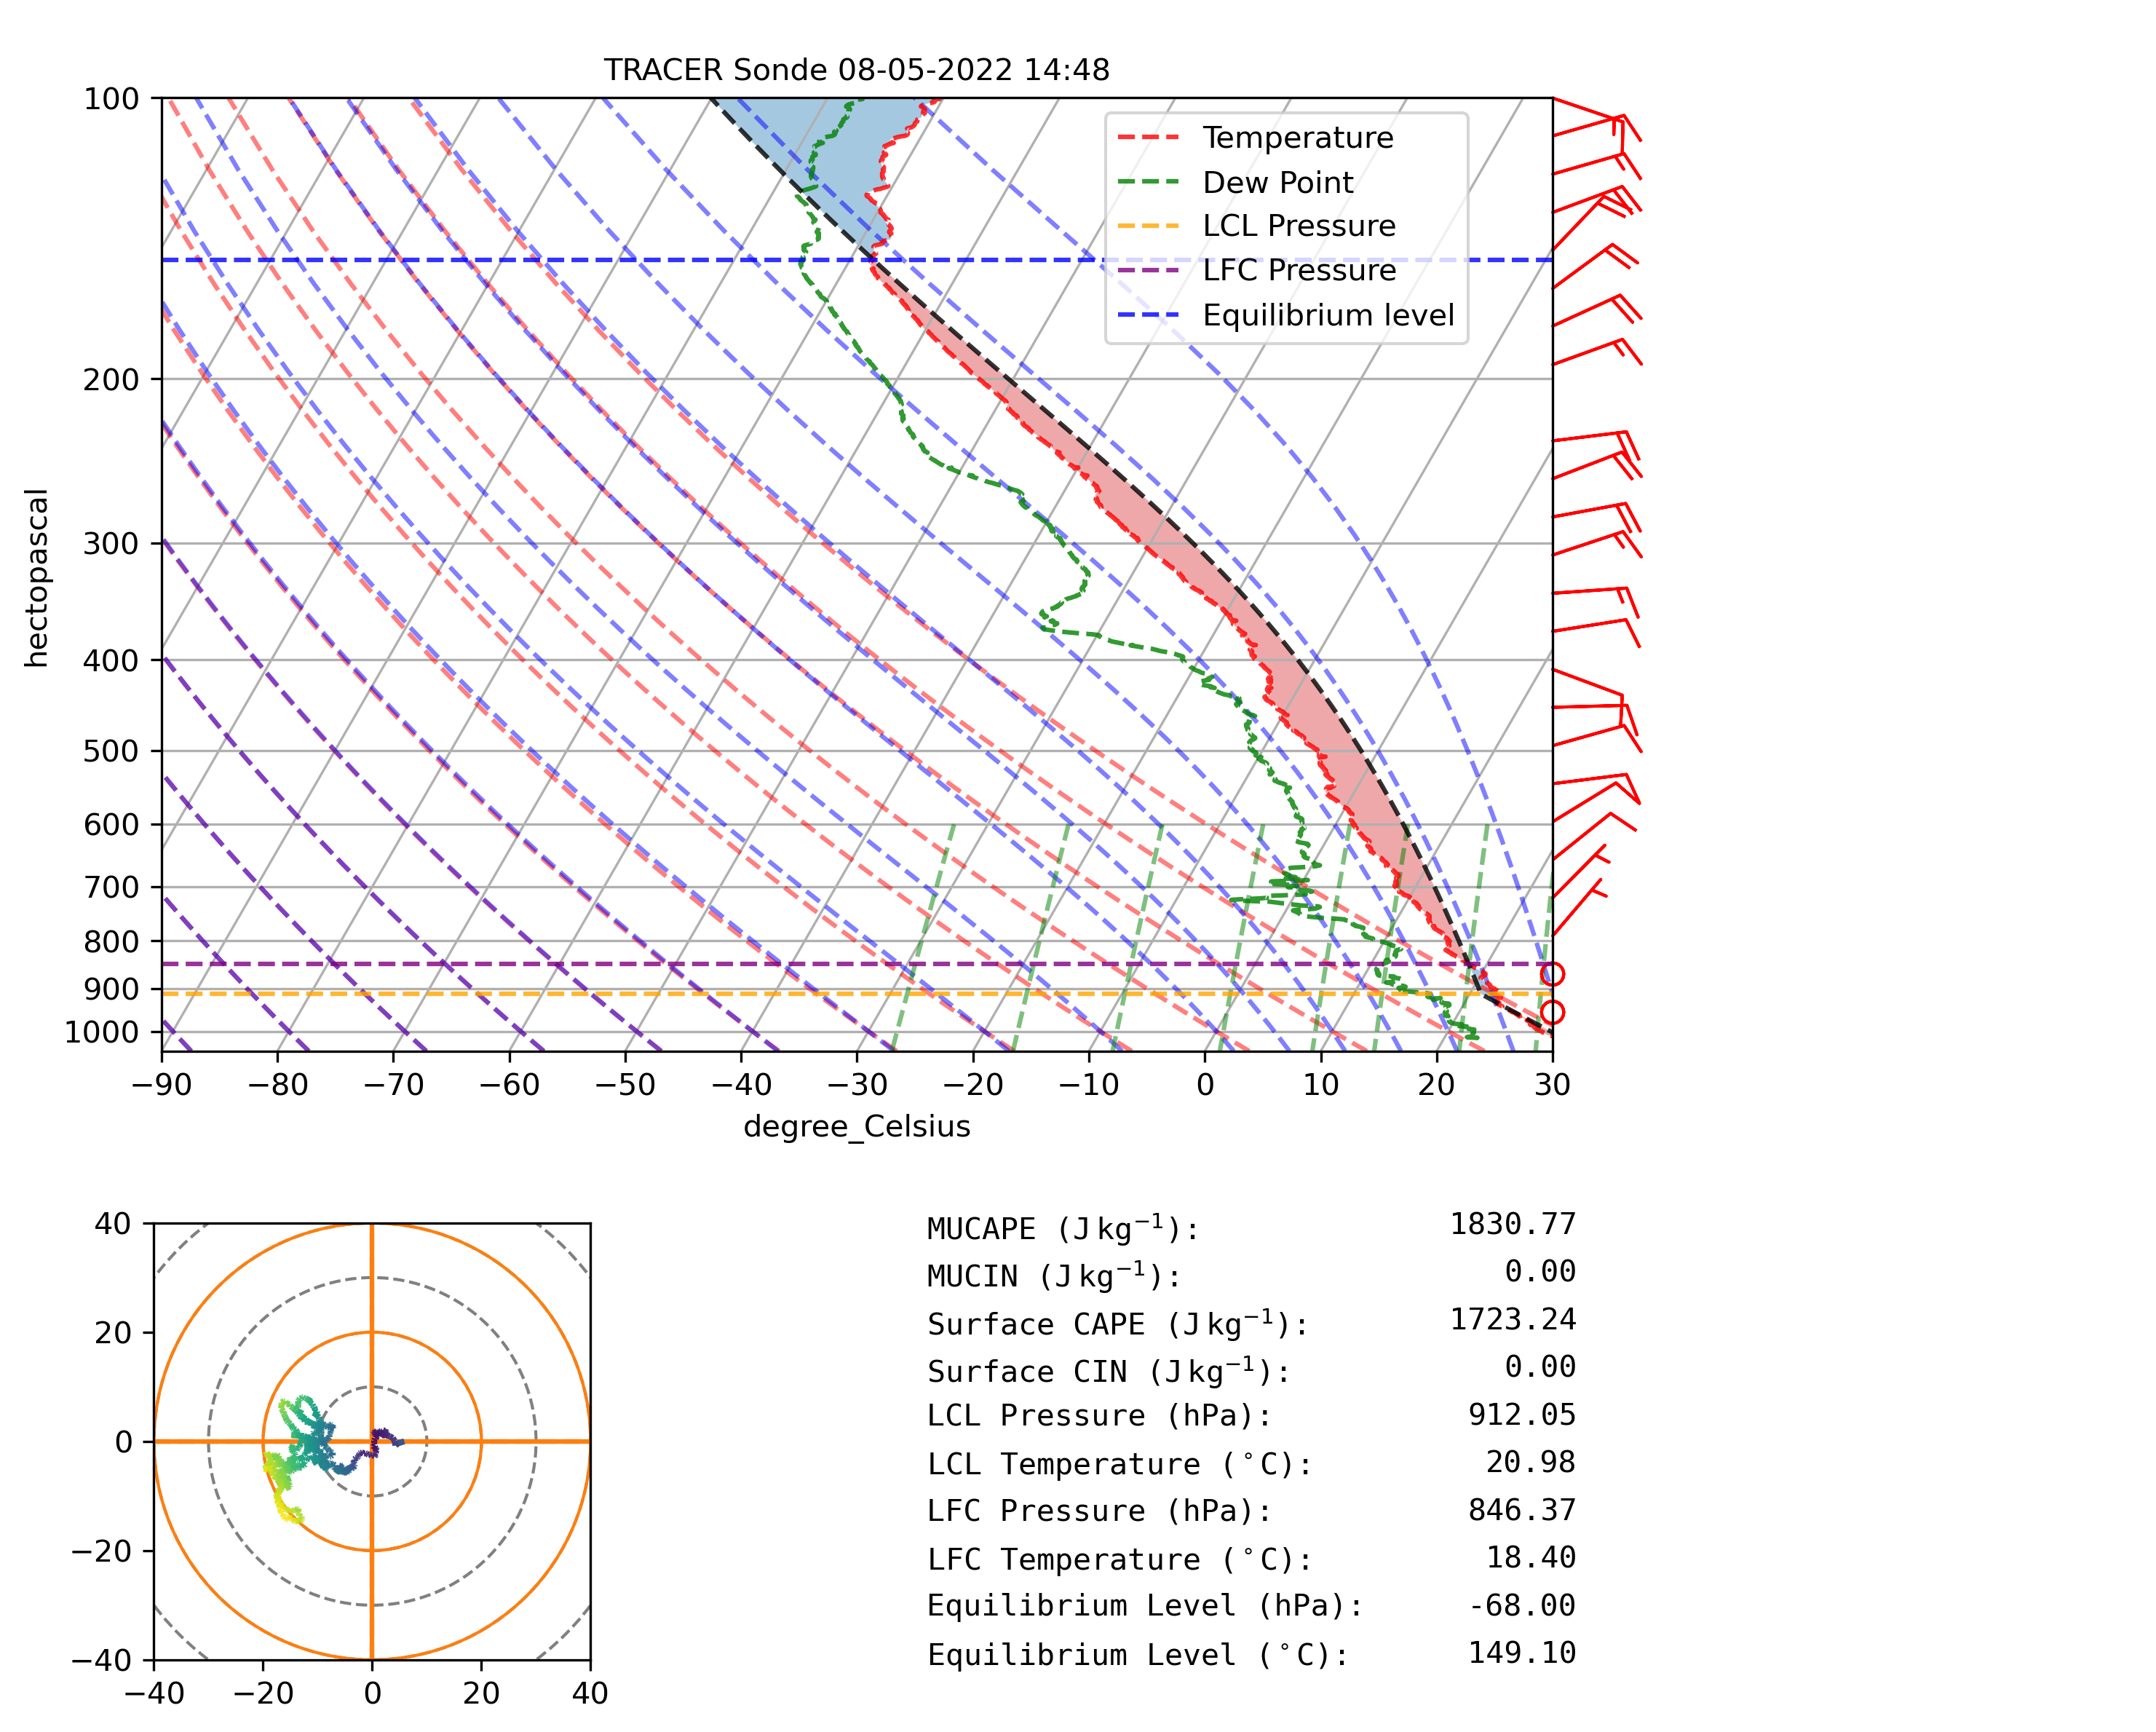 TRACER Sonde 08-05-2022 14:48
100
200
300
400
500
600
700
800
900
1000
hectopascal
Temperature
Dew Point
LCL Pressure
LFC Pressure
Equilibrium level
−90 −80 −70 −60 −50 −40 −30 −20 −10 0 10 20 30
degree_Celsius
40
20
0
−20
−40
−40 −20 0 20 40
MUCAPE (J kg⁻¹): 1830.77
MUCIN (J kg⁻¹): 0.00
Surface CAPE (J kg⁻¹): 1723.24
Surface CIN (J kg⁻¹): 0.00
LCL Pressure (hPa): 912.05
LCL Temperature (°C): 20.98
LFC Pressure (hPa): 846.37
LFC Temperature (°C): 18.40
Equilibrium Level (hPa): -68.00
Equilibrium Level (°C): 149.10